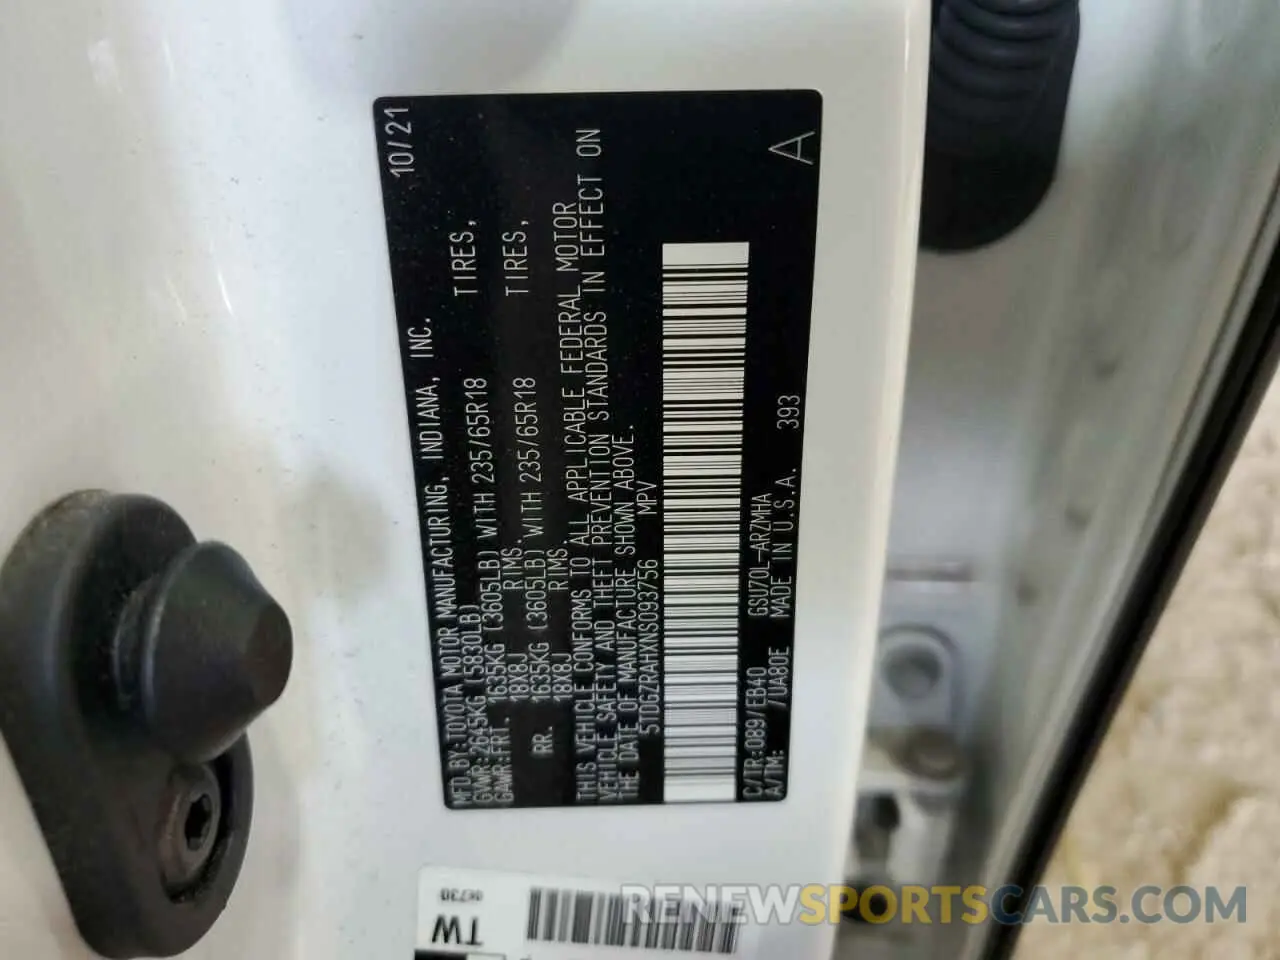 MFD.BY:TOYOTA MOTOR MANUFACTURING, INDIANA, INC. 10/21
GVWR:2645KG (5830LB)
GAWR:FRT. 1635KG (3605LB) WITH 235/65R18 TIRES,
18X8J RIMS.
RR. 1635KG (3605LB) WITH 235/65R18 TIRES,
18X8J RIMS.
THIS VEHICLE CONFORMS TO ALL APPLICABLE FEDERAL MOTOR
VEHICLE SAFETY AND THEFT PREVENTION STANDARDS IN EFFECT ON
THE DATE OF MANUFACTURE SHOWN ABOVE.
5TDGZRAHXNS093756 MPV
A
C/TR:089/EB40 GSU70L-ARZMHA
A/TM: /UA80E MADE IN U.S.A. 393
TW
RENEWSPORTSCARS.COM